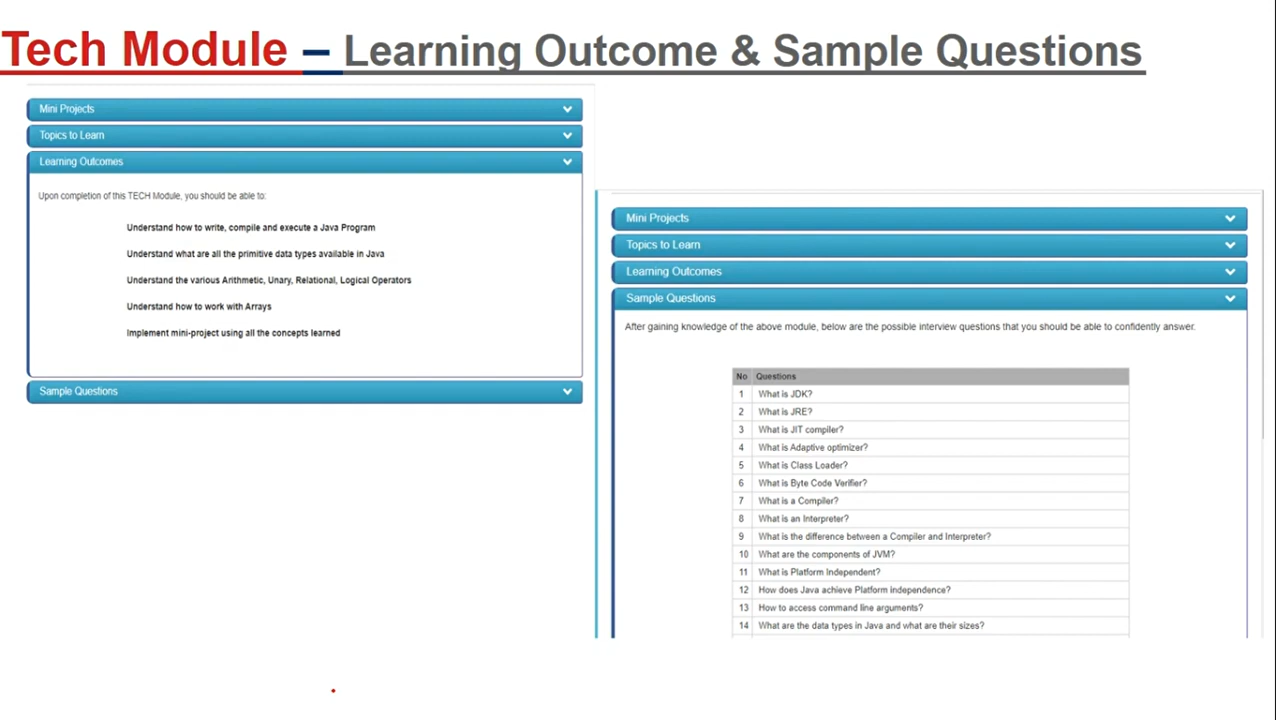 Tech Module – Learning Outcome & Sample Questions
Mini Projects
Topics to Learn
Learning Outcomes
Upon completion of this TECH Module, you should be able to:
Understand how to write, compile and execute a Java Program
Understand what are all the primitive data types available in Java
Understand the various Arithmetic, Unary, Relational, Logical Operators
Understand how to work with Arrays
Implement mini-project using all the concepts learned
Sample Questions
Mini Projects
Topics to Learn
Learning Outcomes
Sample Questions
After gaining knowledge of the above module, below are the possible interview questions that you should be able to confidently answer.
No Questions
1 What is JDK?
2 What is JRE?
3 What is JIT compiler?
4 What is Adaptive optimizer?
5 What is Class Loader?
6 What is Byte Code Verifier?
7 What is a Compiler?
8 What is an Interpreter?
9 What is the difference between a Compiler and Interpreter?
10 What are the components of JVM?
11 What is Platform Independent?
12 How does Java achieve Platform independence?
13 How to access command line arguments?
14 What are the data types in Java and what are their sizes?